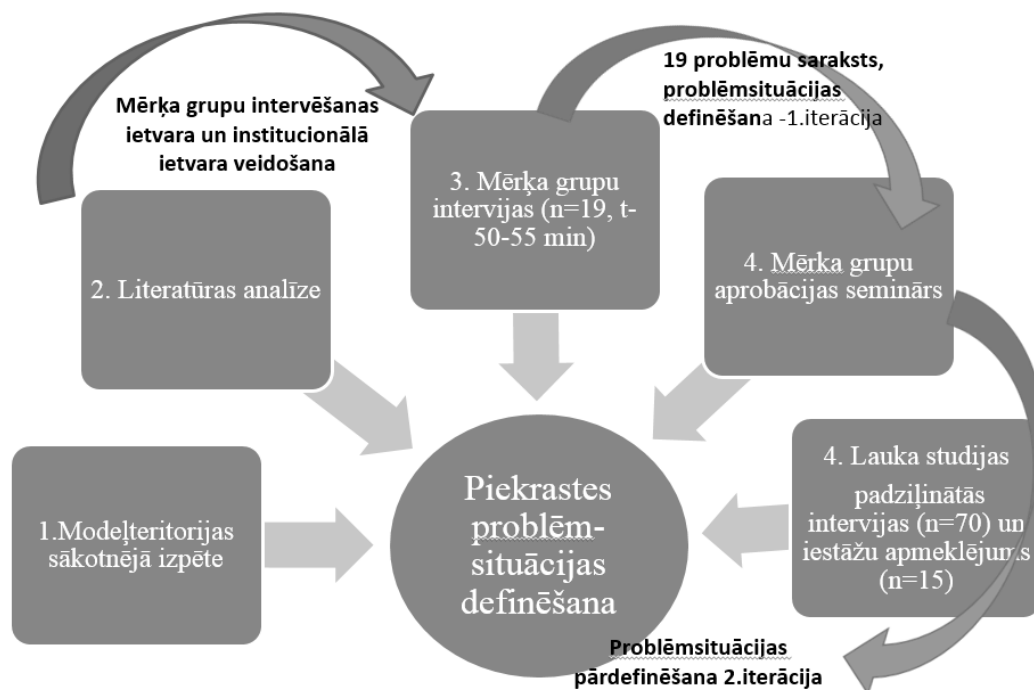 Mērķa grupu intervēšanas
ietvara un institucionālā
ietvara veidošana
19 problēmu saraksts,
problēmsituācijas
definēšana -1.iterācija
1.Modeļteritorijas
sākotnējā izpēte
2. Literatūras analīze
3. Mērķa grupu
intervijas (n=19, t-
50-55 min)
4. Mērķa grupu
aprobācijas seminārs
4. Lauka studijas
padziļinātās
intervijas (n=70) un
iestāžu apmeklējums
(n=15)
Piekrastes
problēm-
situācijas
definēšana
Problēmsituācijas
pārdefinēšana 2.iterācija